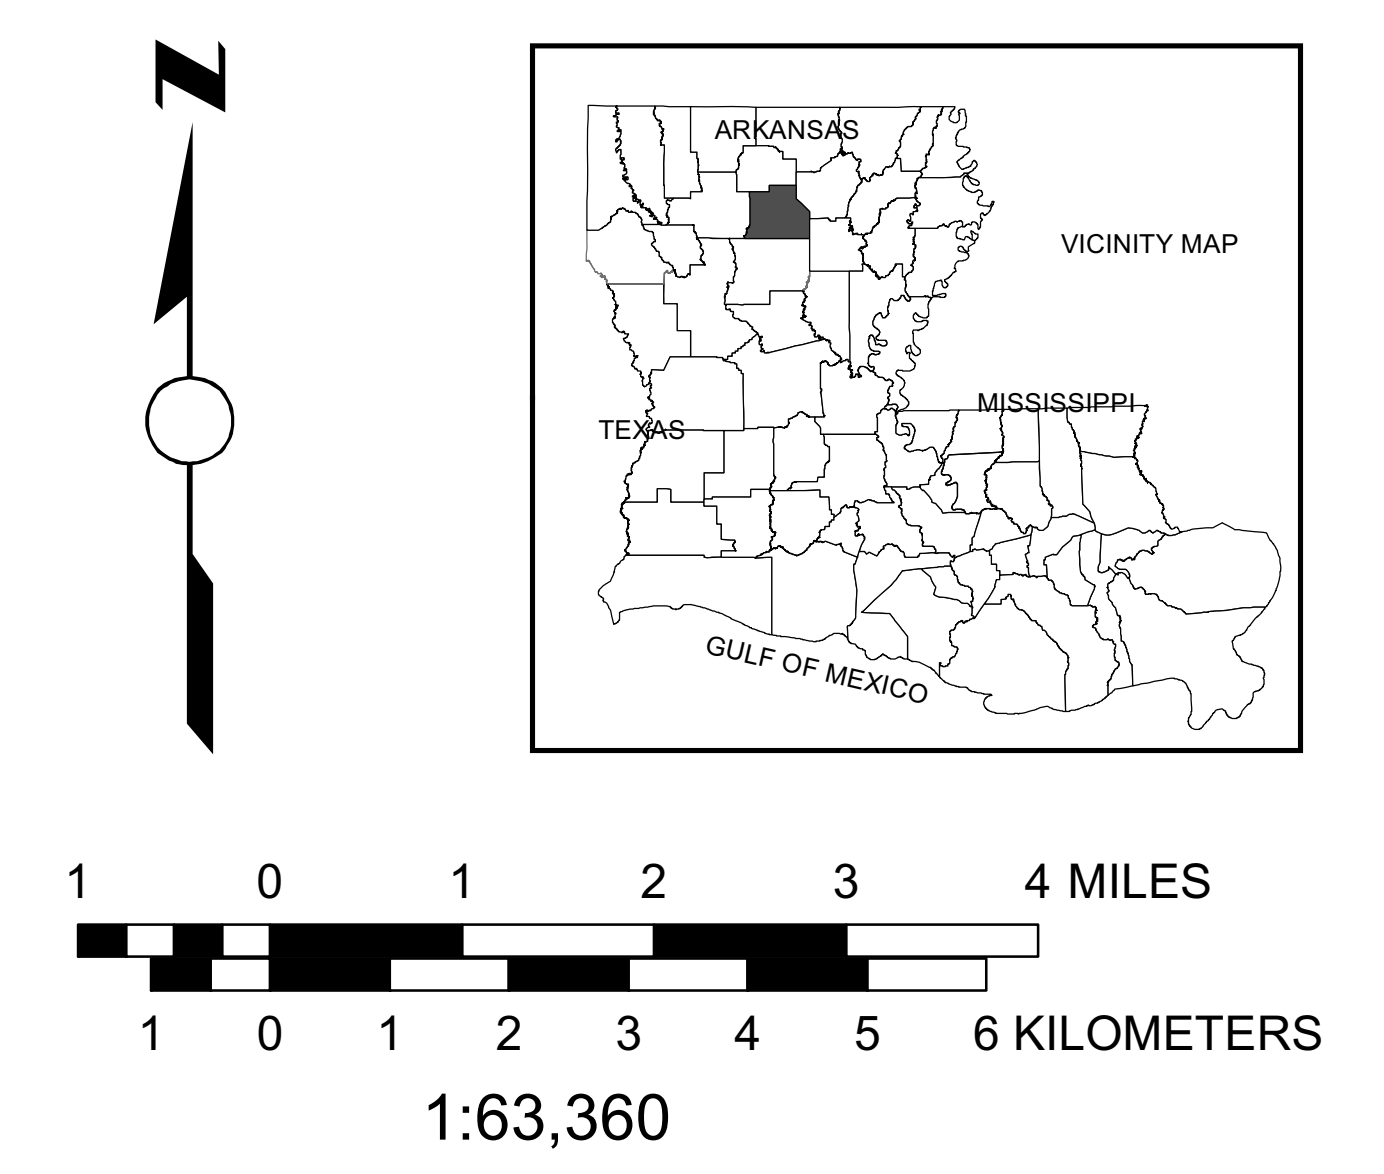 N
ARKANSAS
VICINITY MAP
MISSISSIPPI
TEXAS
GULF OF MEXICO
1 0 1 2 3 4 MILES
1 0 1 2 3 4 5 6 KILOMETERS
1:63,360